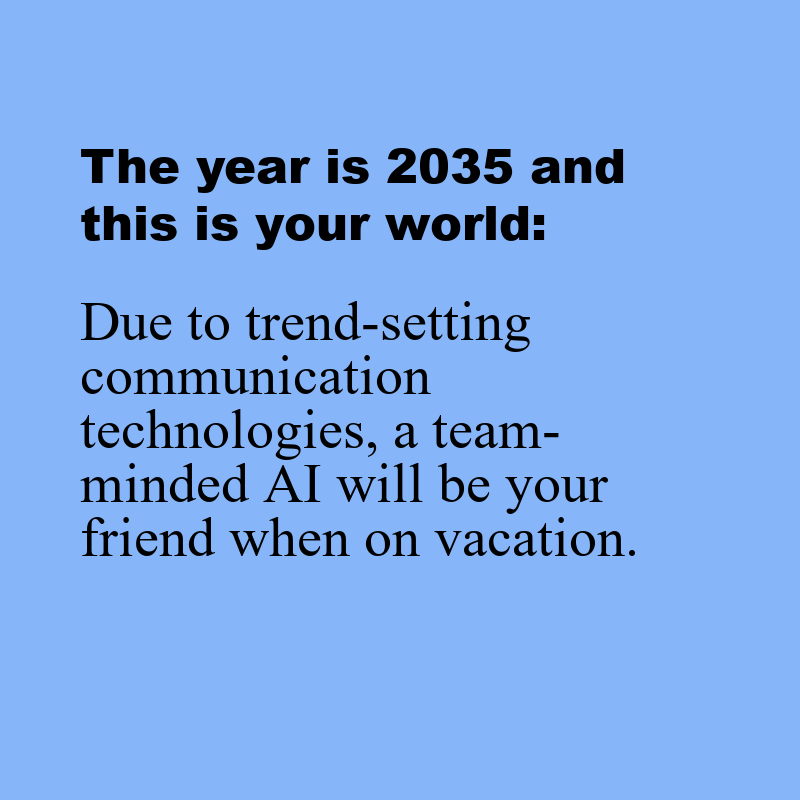 The year is 2035 and
this is your world:
Due to trend-setting
communication
technologies, a team-
minded AI will be your
friend when on vacation.